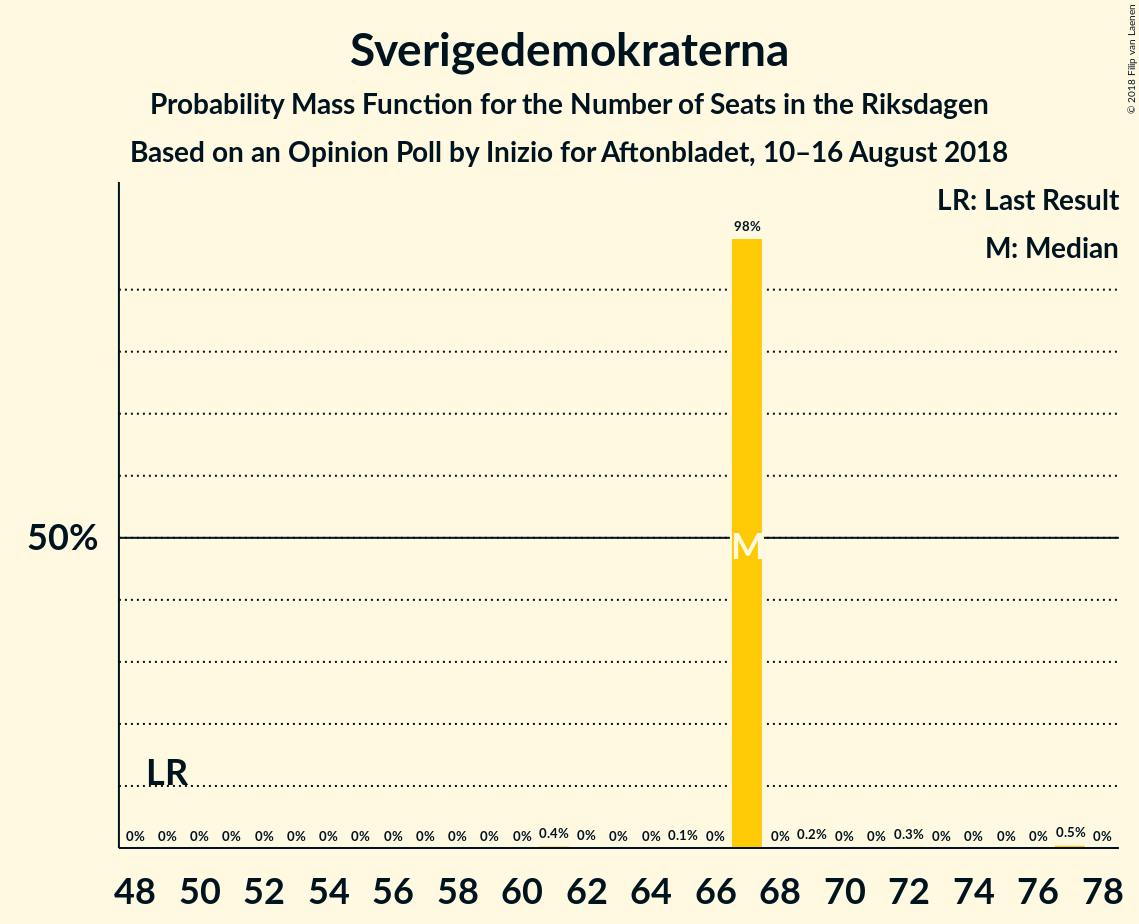 Sverigedemokraterna
Probability Mass Function for the Number of Seats in the Riksdagen
Based on an Opinion Poll by Inizio for Aftonbladet, 10–16 August 2018
© 2018 Filip van Laenen
LR: Last Result
M: Median
98%
50%
M
LR
0% 0% 0% 0% 0% 0% 0% 0% 0% 0% 0% 0% 0% 0.4% 0% 0% 0% 0.1% 0% 0% 0.2% 0% 0% 0.3% 0% 0% 0% 0% 0.5% 0%
48 50 52 54 56 58 60 62 64 66 68 70 72 74 76 78